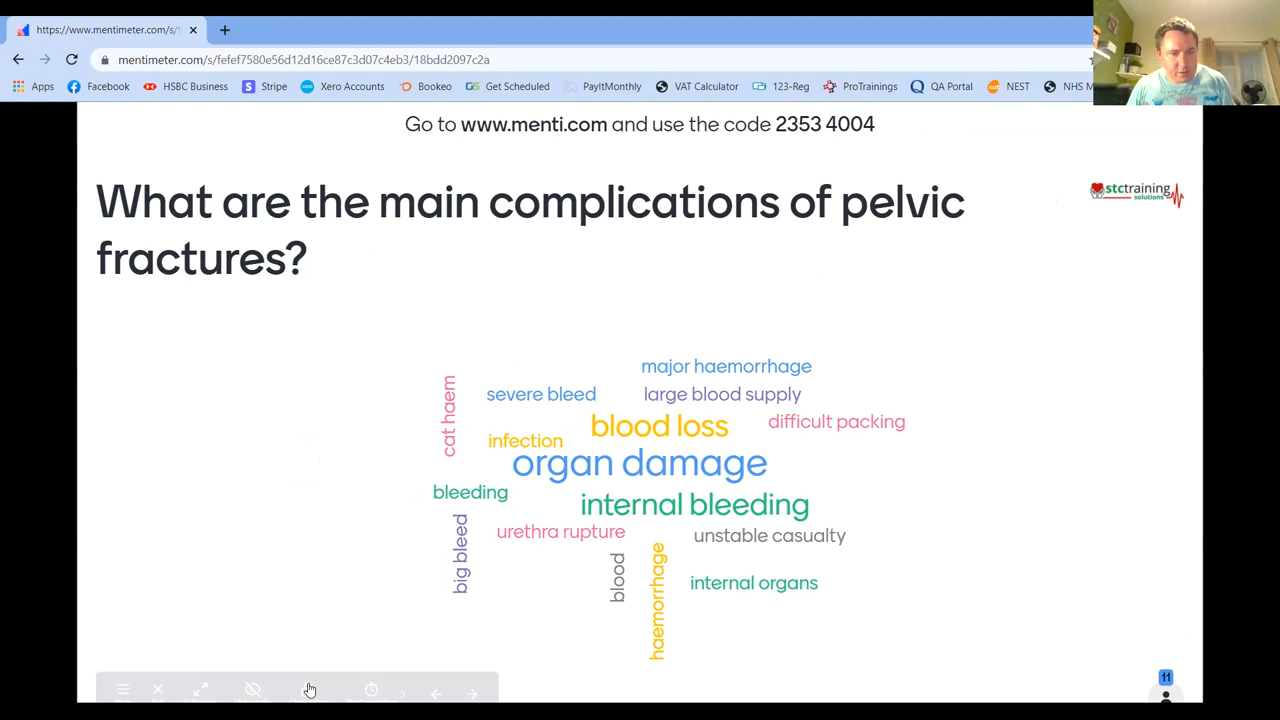 https://www.mentimeter.com/s/
mentimeter.com/s/fefef7580e56d12d16ce87c3d07c4eb3/18bdd2097c2a
Apps Facebook HSBC Business Stripe Xero Accounts Bookeo Get Scheduled PayItMonthly VAT Calculator 123-Reg ProTrainings QA Portal NEST NHS M
Go to www.menti.com and use the code 2353 4004
What are the main complications of pelvic
fractures?
stctraining
solutions
major haemorrhage
cat haem
severe bleed
large blood supply
blood loss
difficult packing
infection
organ damage
bleeding
internal bleeding
big bleed
urethra rupture
unstable casualty
blood
haemorrhage
internal organs
11